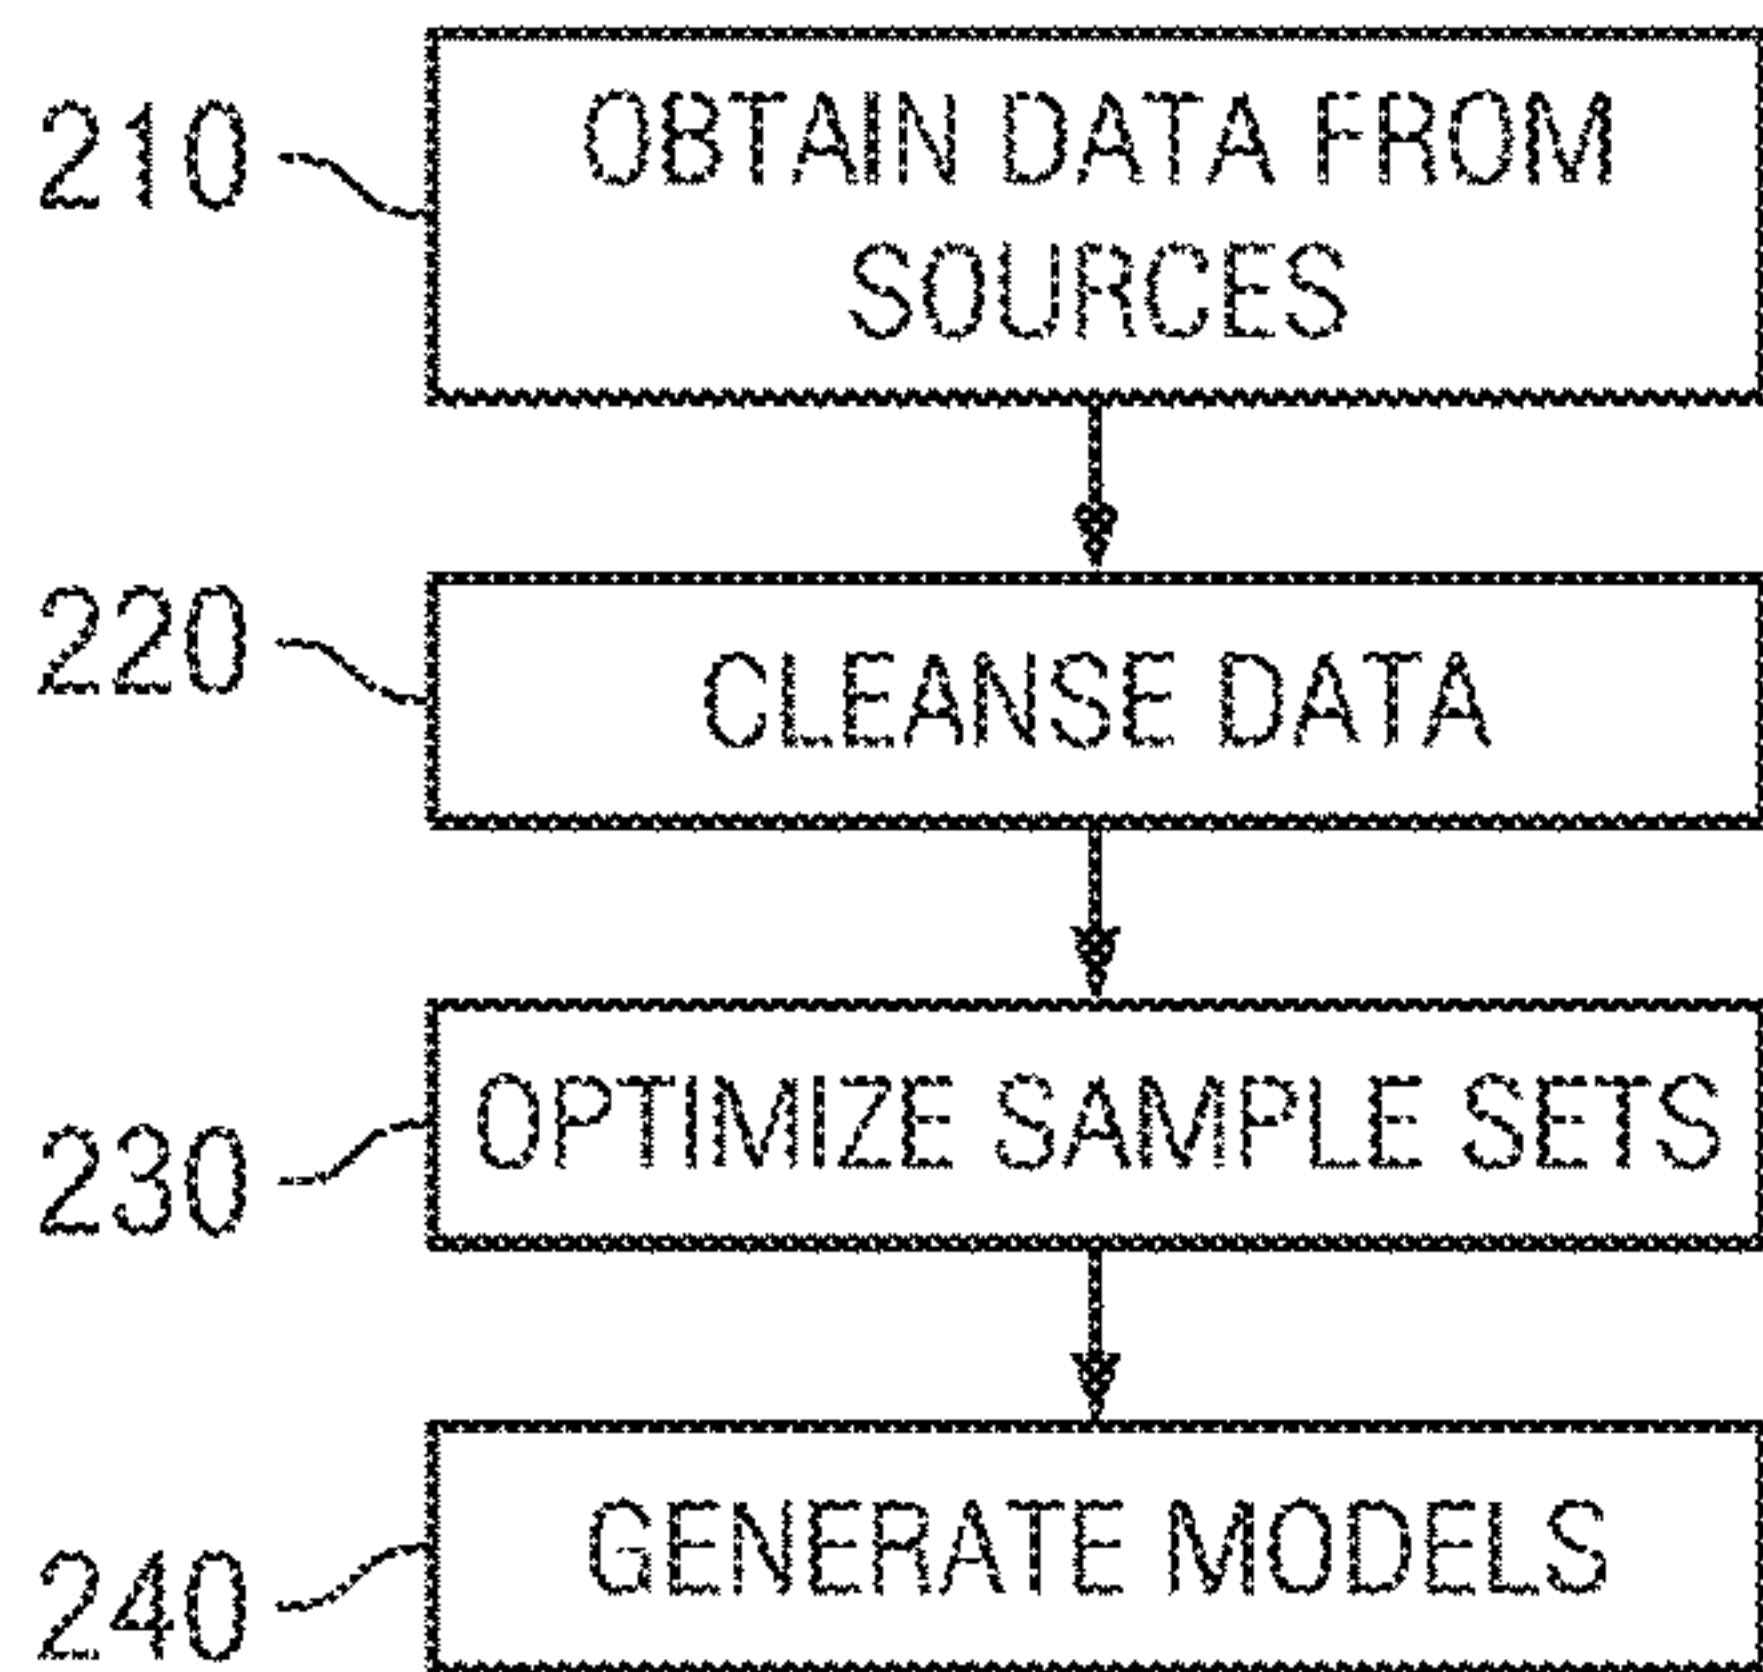 210
OBTAIN DATA FROM
SOURCES
220
CLEANSE DATA
230
OPTIMIZE SAMPLE SETS
240
GENERATE MODELS